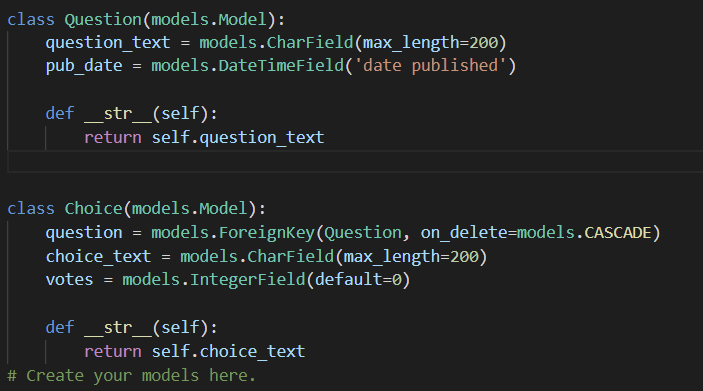 class Question(models.Model):
    question_text = models.CharField(max_length=200)
    pub_date = models.DateTimeField('date published')

    def __str__(self):
        return self.question_text

class Choice(models.Model):
    question = models.ForeignKey(Question, on_delete=models.CASCADE)
    choice_text = models.CharField(max_length=200)
    votes = models.IntegerField(default=0)

    def __str__(self):
        return self.choice_text
# Create your models here.